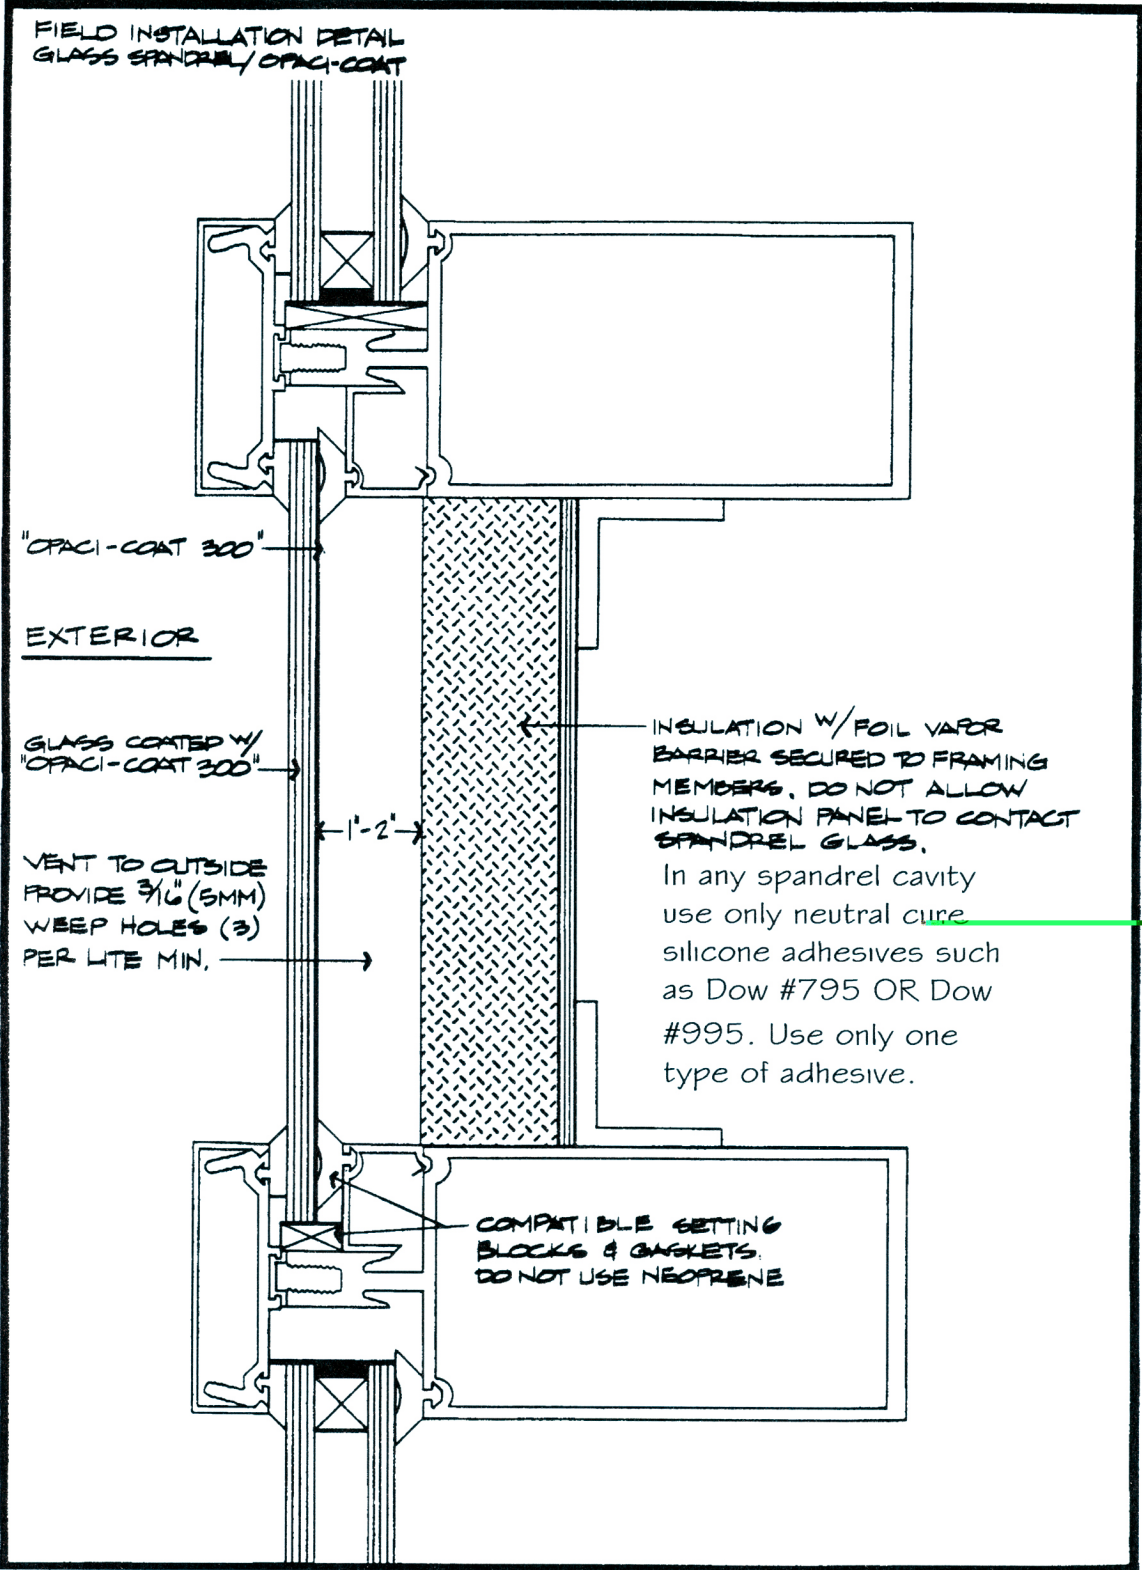 FIELD INSTALLATION DETAIL
GLASS SPANDREL/OPACI-COAT
"OPACI-COAT 300"
EXTERIOR
GLASS COATED W/
"OPACI-COAT 300"
1"-2"
VENT TO OUTSIDE
PROVIDE 3/16" (5MM)
WEEP HOLES (3)
PER LITE MIN.
INSULATION W/FOIL VAPOR
BARRIER SECURED TO FRAMING
MEMBERS. DO NOT ALLOW
INSULATION PANEL TO CONTACT
SPANDREL GLASS.
In any spandrel cavity
use only neutral cure
silicone adhesives such
as Dow #795 OR Dow
#995. Use only one
type of adhesive.
COMPATIBLE SETTING
BLOCKS & GASKETS.
DO NOT USE NEOPRENE